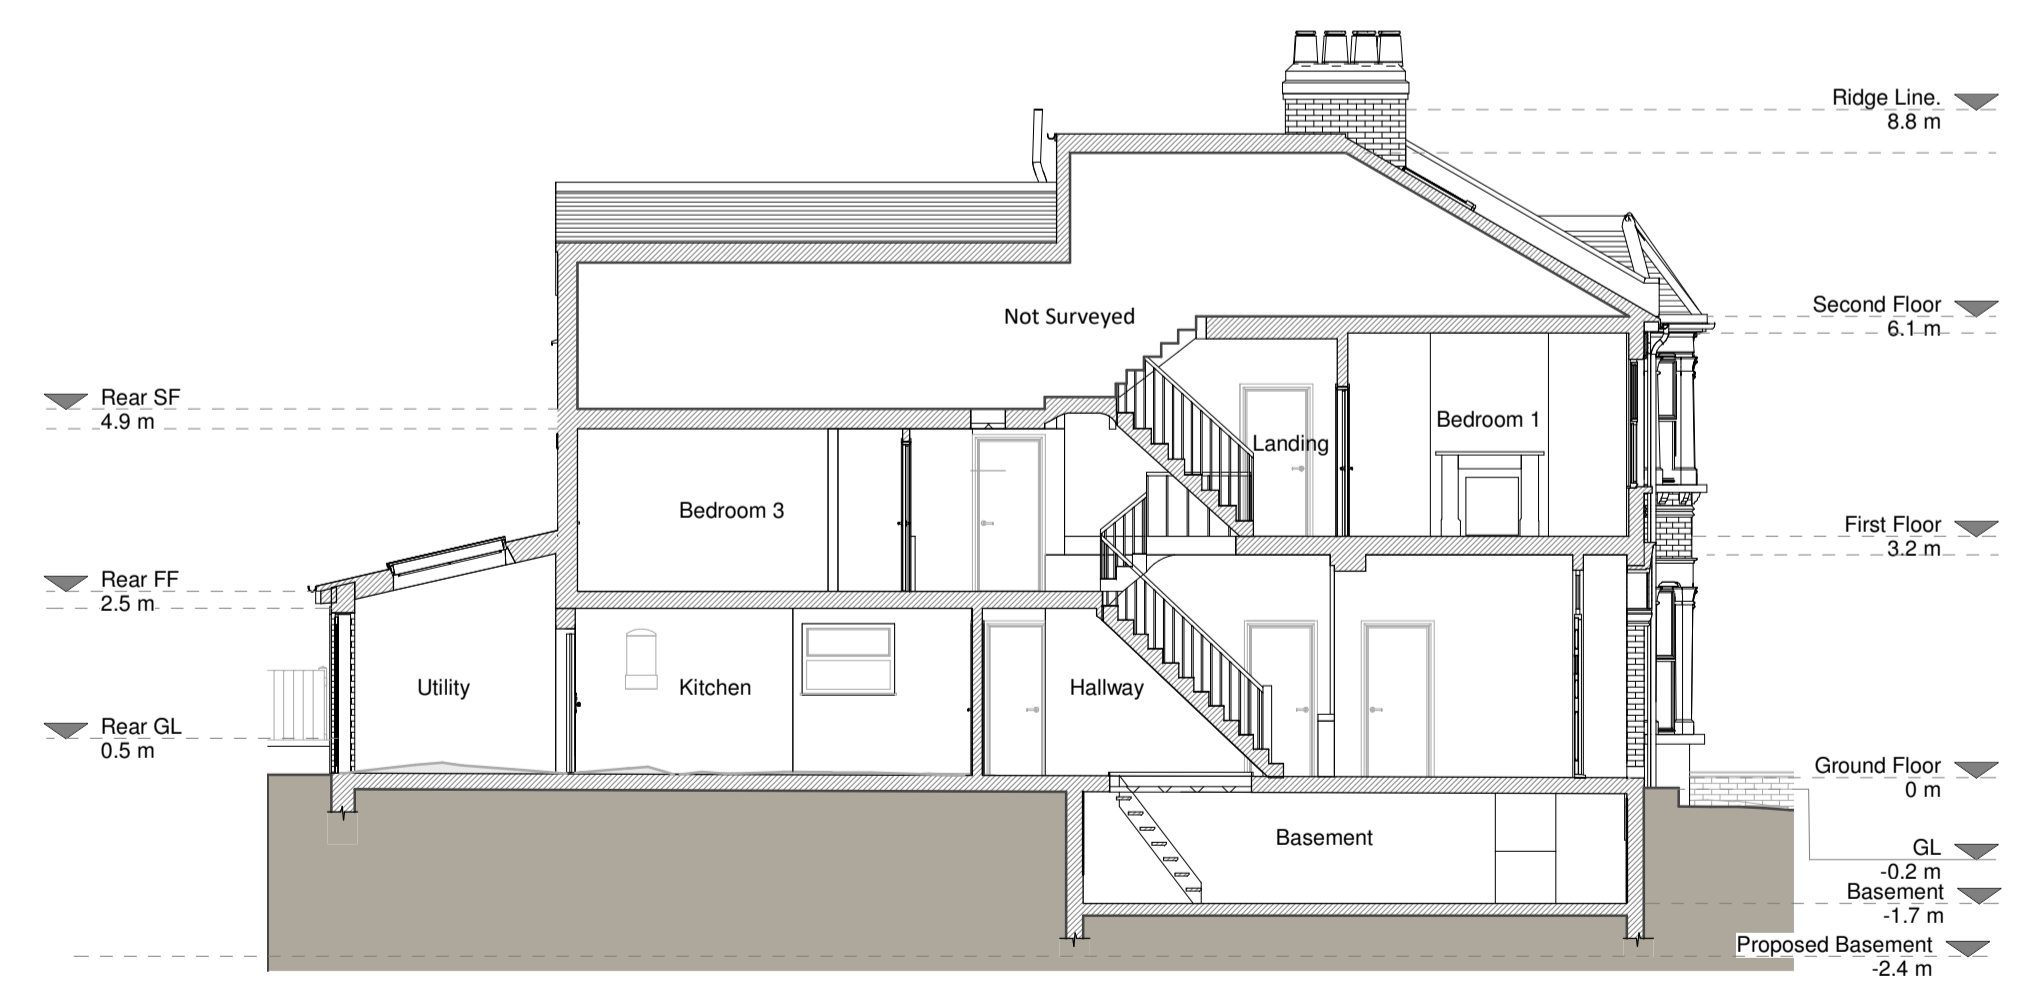 Ridge Line.
8.8 m
Second Floor
6.1 m
Not Surveyed
Rear SF
4.9 m
Bedroom 1
Landing
Bedroom 3
First Floor
3.2 m
Rear FF
2.5 m
Utility
Kitchen
Hallway
Rear GL
0.5 m
Ground Floor
0 m
Basement
GL
-0.2 m
Basement
-1.7 m
Proposed Basement
-2.4 m